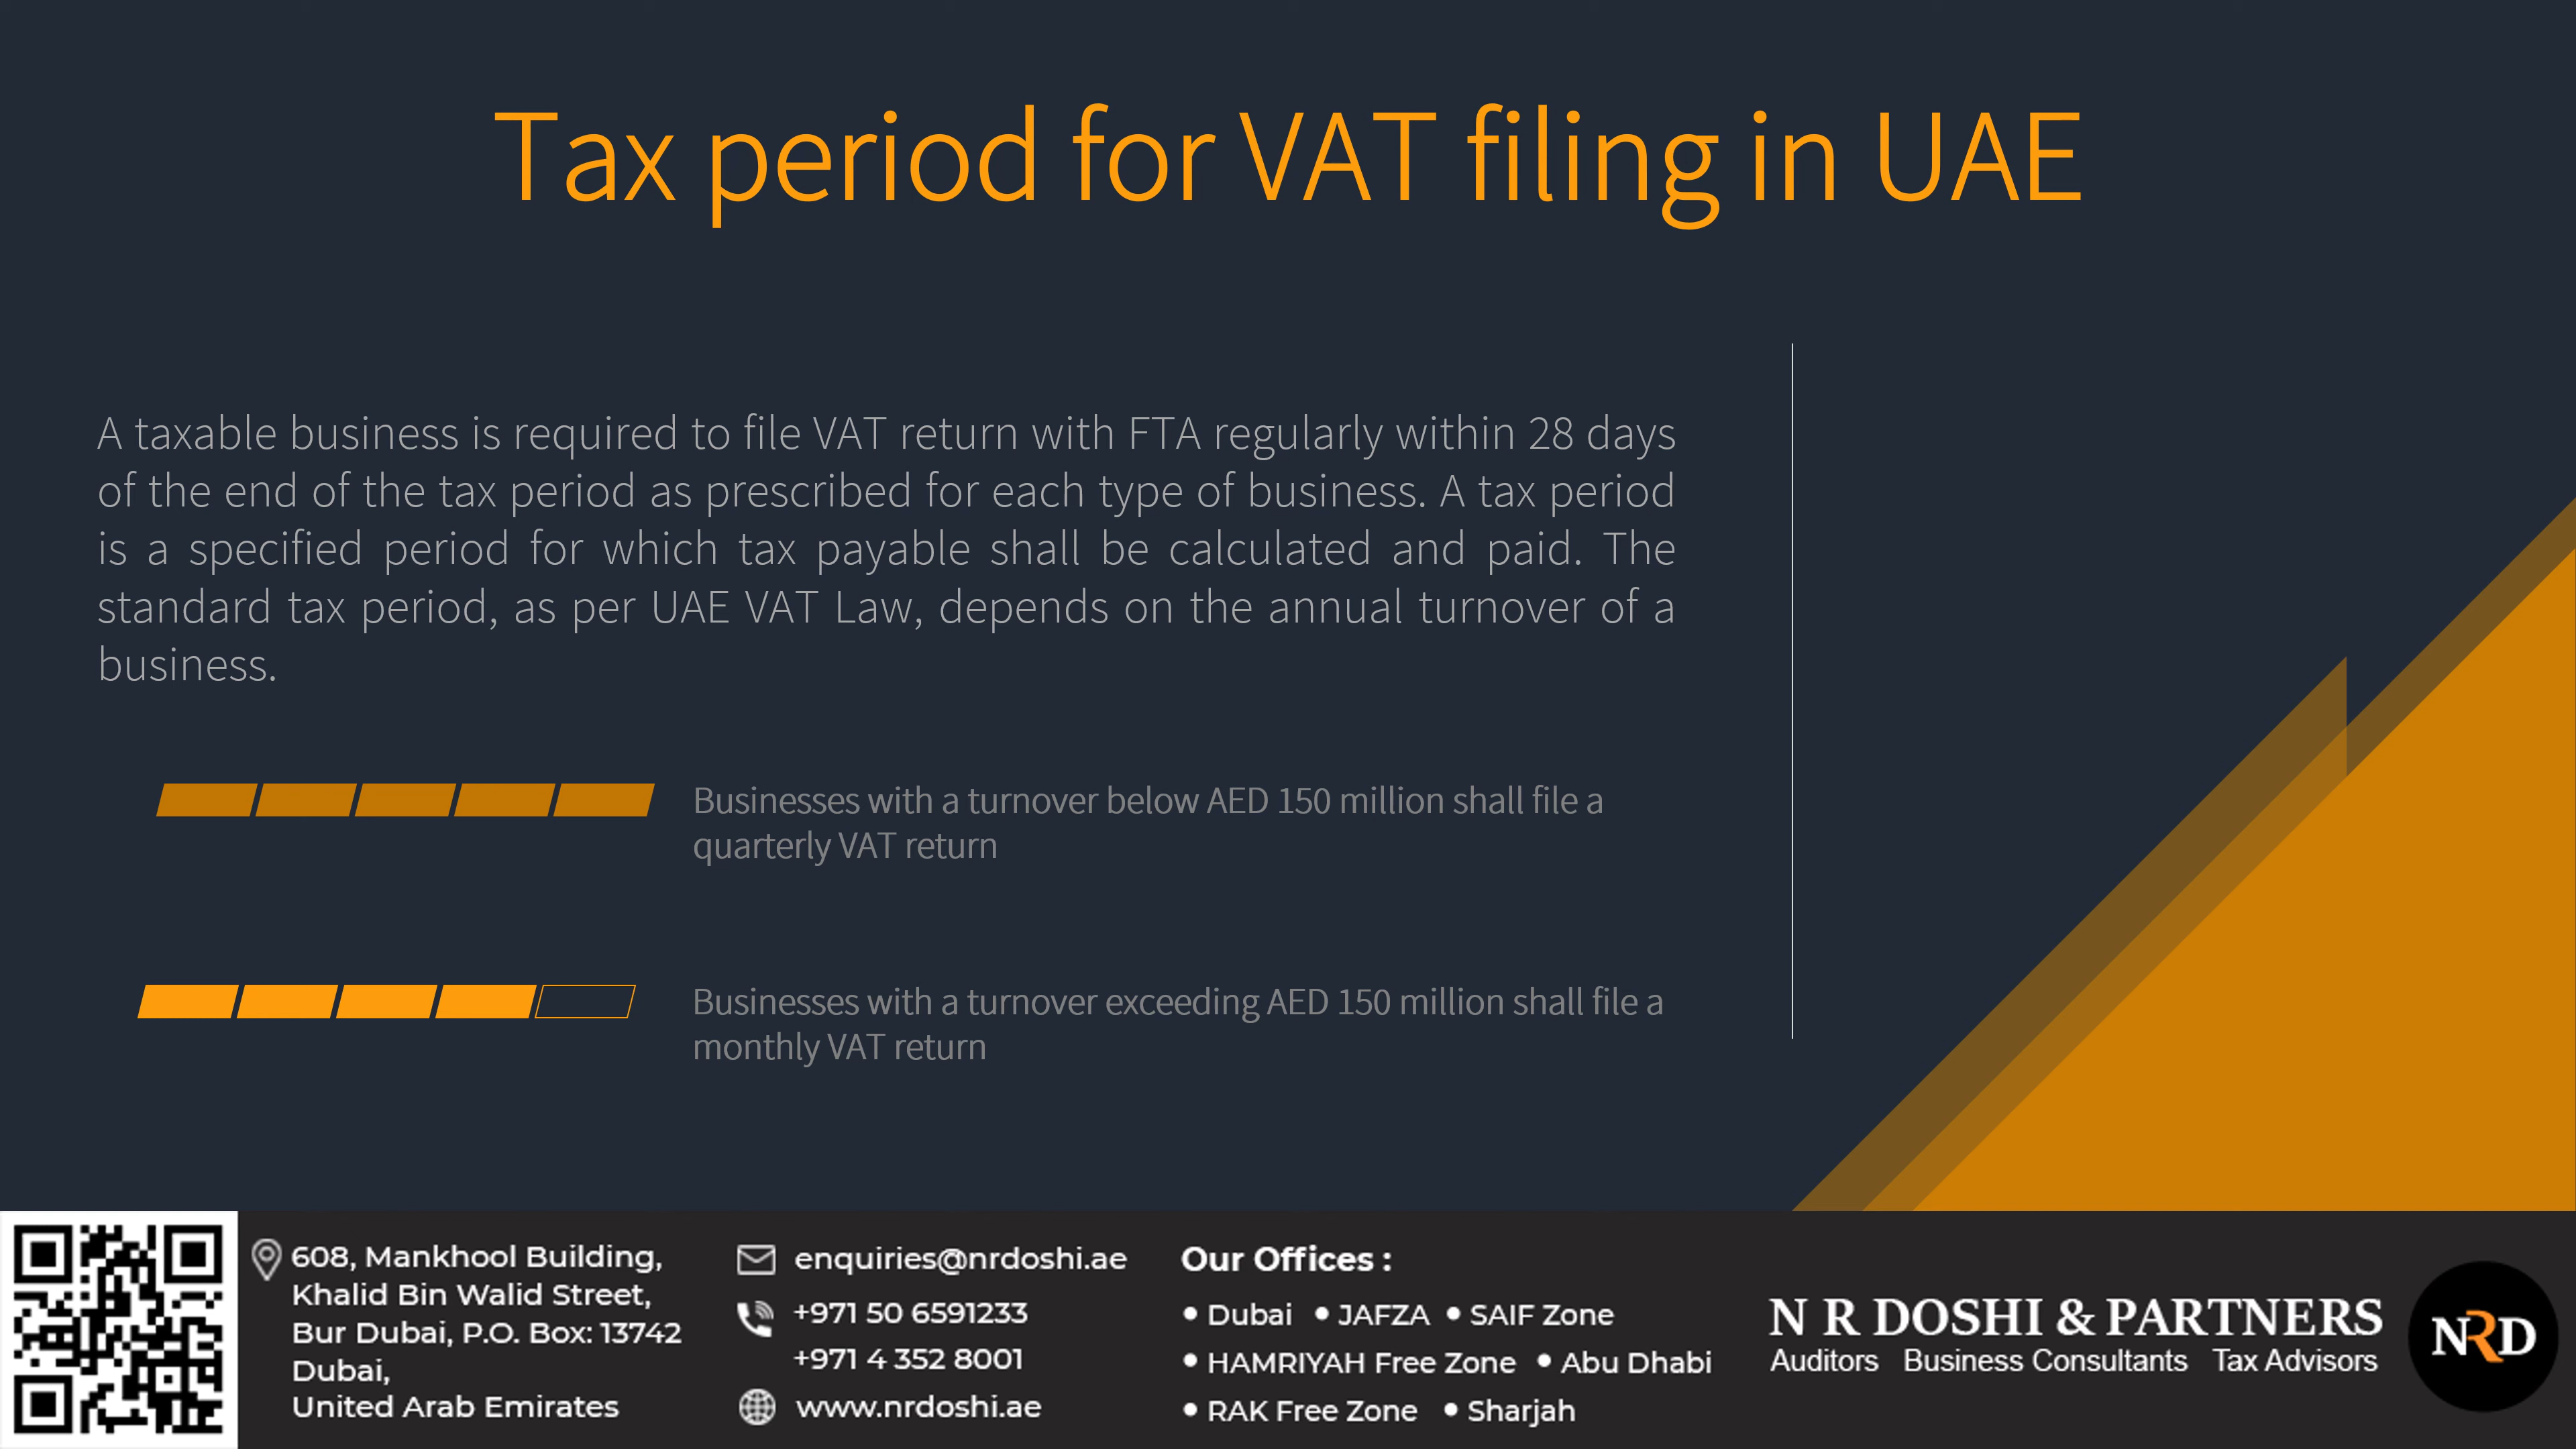 Tax period for VAT filing in UAE
A taxable business is required to file VAT return with FTA regularly within 28 days
of the end of the tax period as prescribed for each type of business. A tax period
is a specified period for which tax payable shall be calculated and paid. The
standard tax period, as per UAE VAT Law, depends on the annual turnover of a
business.
Businesses with a turnover below AED 150 million shall file a
quarterly VAT return
Businesses with a turnover exceeding AED 150 million shall file a
monthly VAT return
608, Mankhool Building,
Khalid Bin Walid Street,
Bur Dubai, P.O. Box: 13742
Dubai,
United Arab Emirates
enquiries@nrdoshi.ae
+971 50 6591233
+971 4 352 8001
www.nrdoshi.ae
Our Offices :
• Dubai • JAFZA • SAIF Zone
• HAMRIYAH Free Zone • Abu Dhabi
• RAK Free Zone • Sharjah
N R DOSHI & PARTNERS
Auditors Business Consultants Tax Advisors
NRD